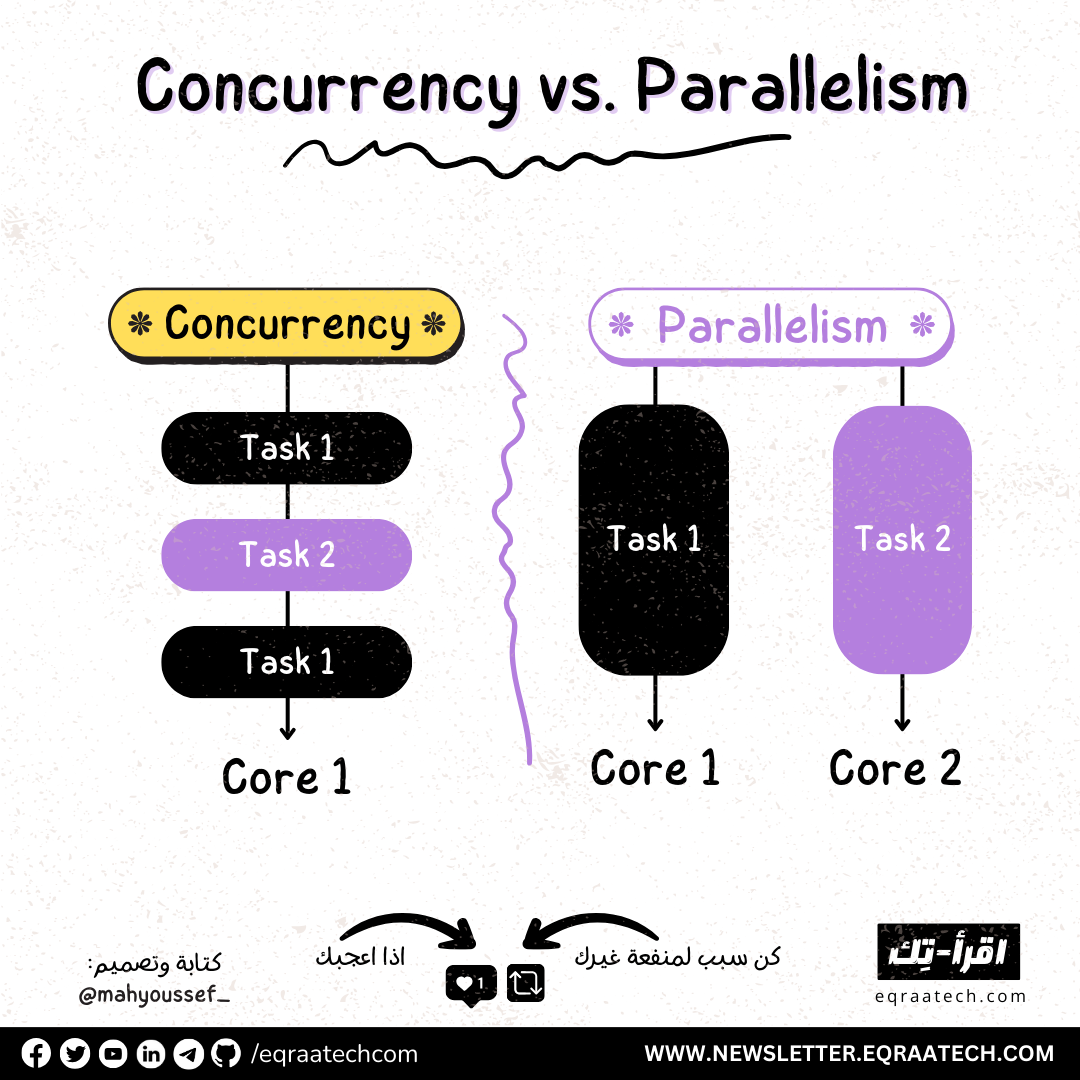 Concurrency vs. Parallelism
Concurrency
Task 1
Task 2
Task 1
Core 1
Parallelism
Task 1
Task 2
Core 1
Core 2
كتابة وتصميم:
@mahyoussef_
اذا اعجبك
1
كن سبب لمنفعة غيرك
اقرأ-تِك
eqraatech.com
/eqraatechcom
WWW.NEWSLETTER.EQRAATECH.COM